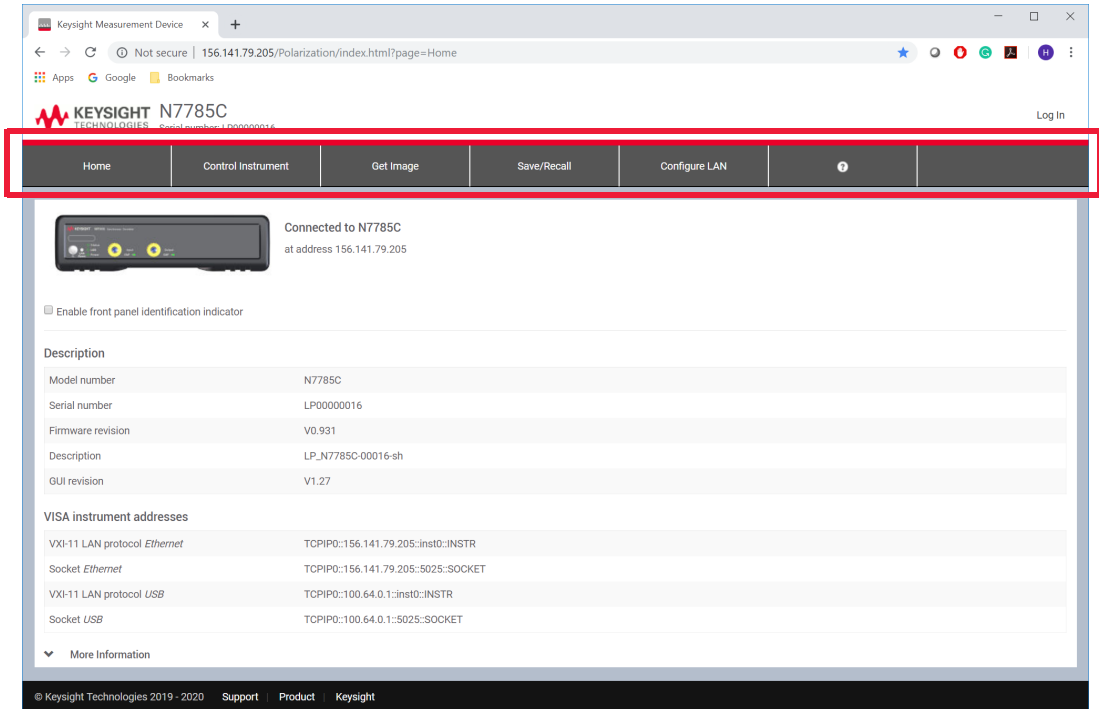 Keysight Measurement Device
Not secure | 156.141.79.205/Polarization/index.html?page=Home
Apps Google Bookmarks
KEYSIGHT TECHNOLOGIES N7785C
Serial number: LP00000016
Log In
Home Control Instrument Get Image Save/Recall Configure LAN ?
Connected to N7785C
at address 156.141.79.205
Enable front panel identification indicator
Description
Model number N7785C
Serial number LP00000016
Firmware revision V0.931
Description LP_N7785C-00016-sh
GUI revision V1.27
VISA instrument addresses
VXI-11 LAN protocol Ethernet TCPIP0::156.141.79.205::inst0::INSTR
Socket Ethernet TCPIP0::156.141.79.205::5025::SOCKET
VXI-11 LAN protocol USB TCPIP0::100.64.0.1::inst0::INSTR
Socket USB TCPIP0::100.64.0.1::5025::SOCKET
More Information
© Keysight Technologies 2019 - 2020 Support | Product | Keysight